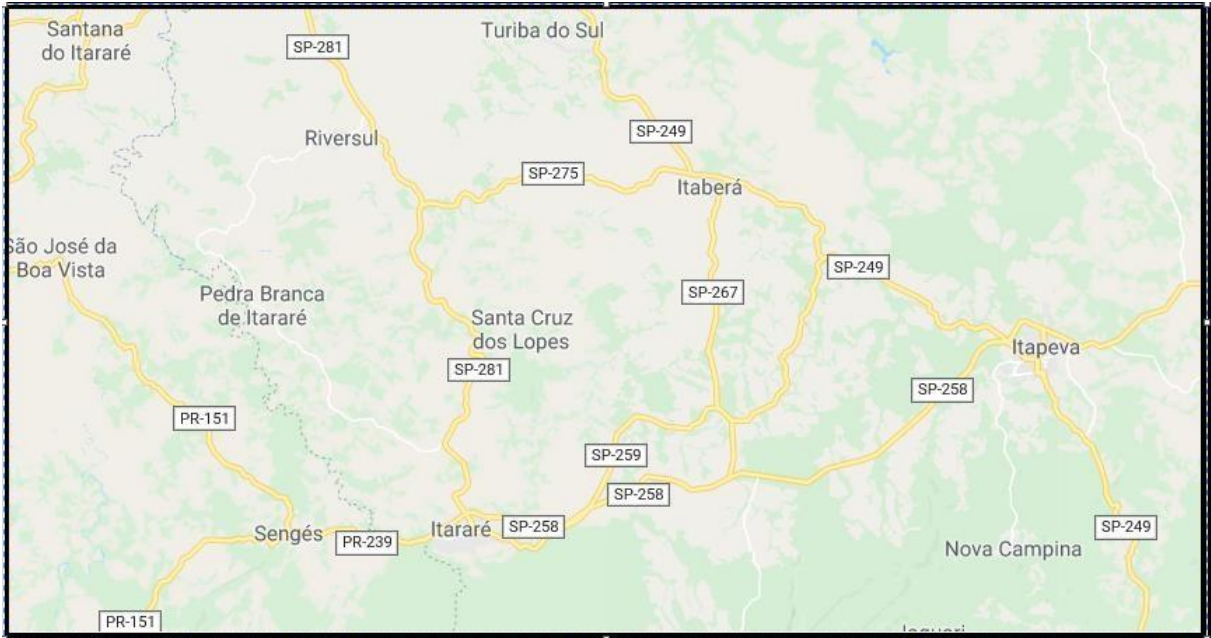 Santana
do Itararé
SP-281
Turiba do Sul
SP-249
Riversul
SP-275
Itaberá
São José da
Boa Vista
SP-249
Pedra Branca
de Itararé
SP-267
Santa Cruz
dos Lopes
Itapeva
SP-281
SP-258
PR-151
SP-259
SP-258
Sengés
PR-239
Itararé
SP-258
SP-249
Nova Campina
PR-151